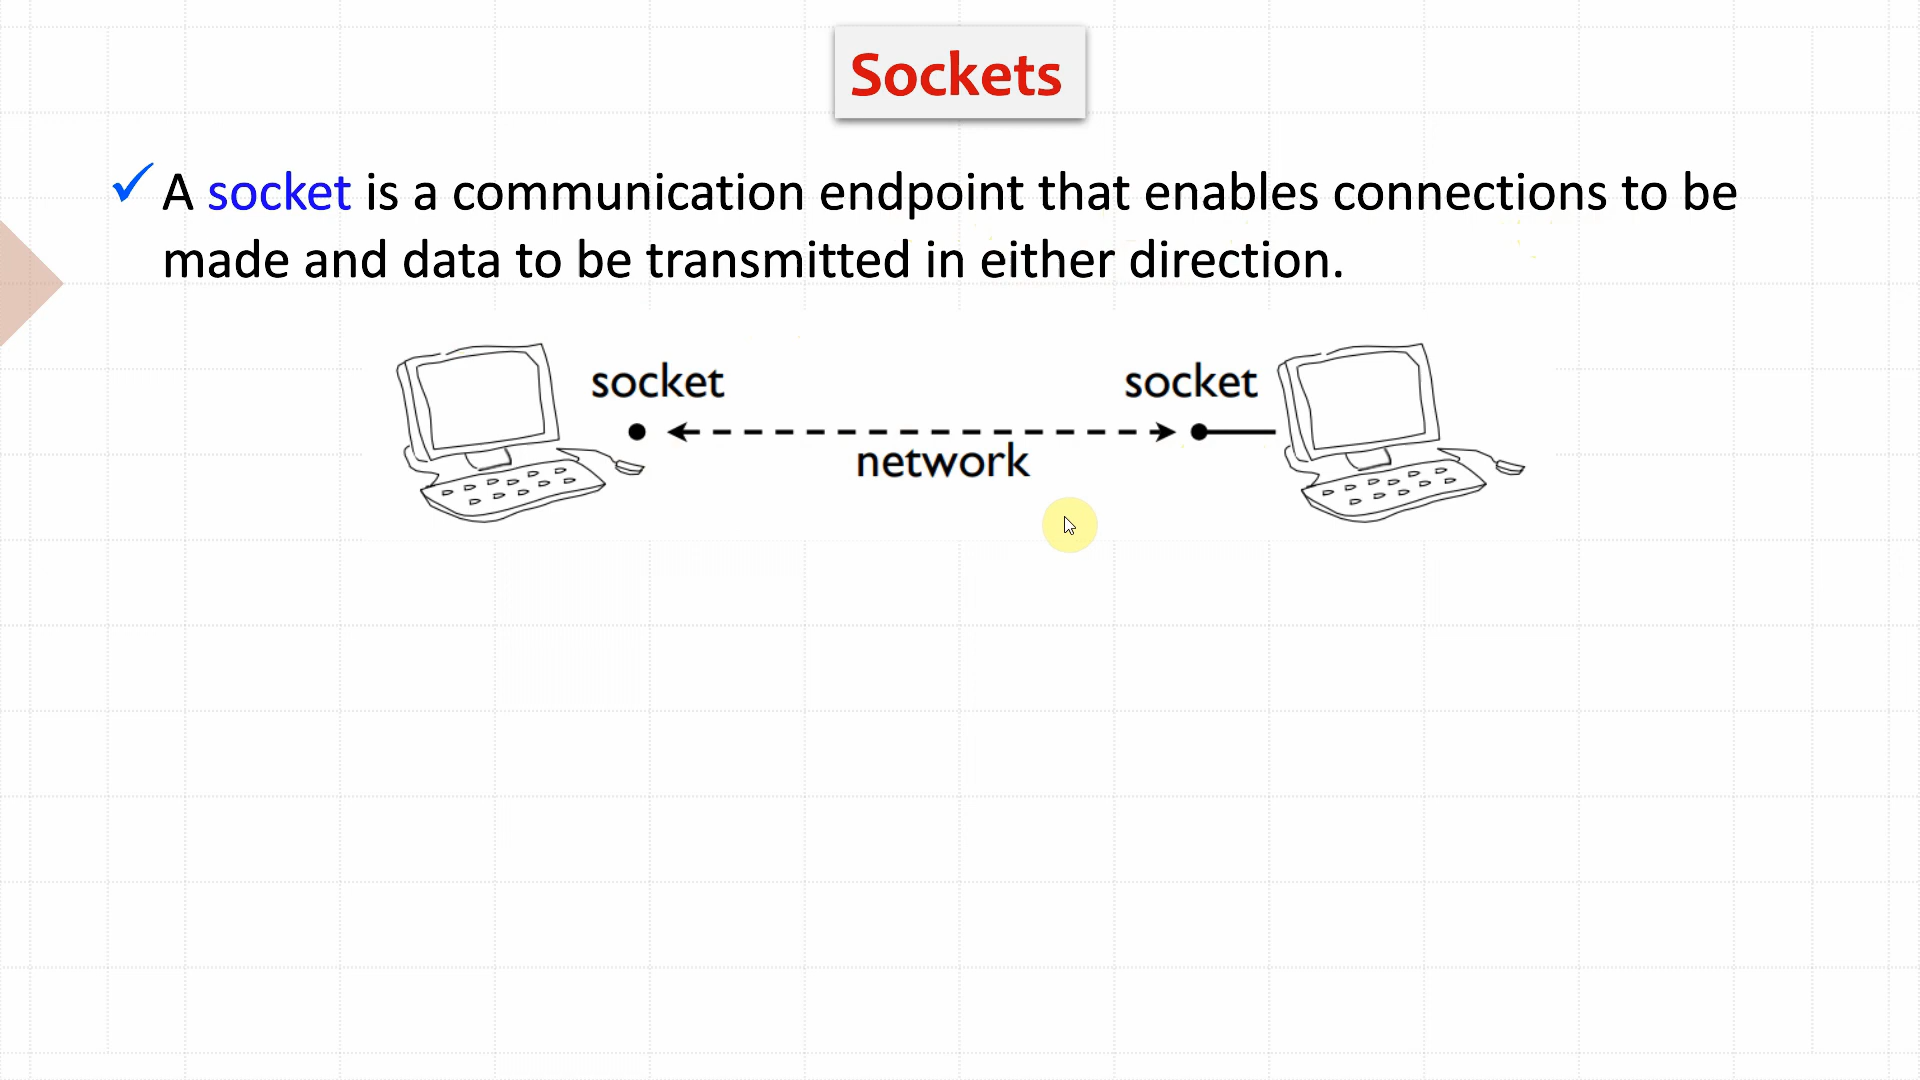 Sockets
A socket is a communication endpoint that enables connections to be
made and data to be transmitted in either direction.
socket socket
network